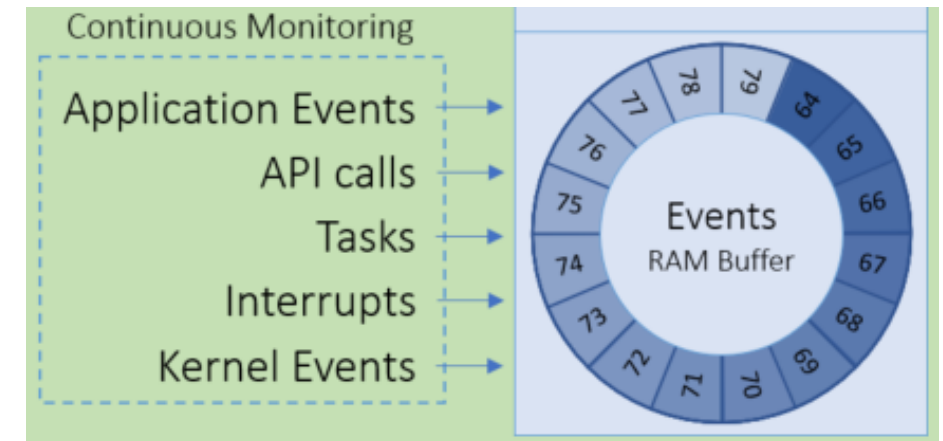 Continuous Monitoring
Application Events
API calls
Tasks
Interrupts
Kernel Events
Events
RAM Buffer
64
65
66
67
68
69
70
71
72
73
74
75
76
77
78
79